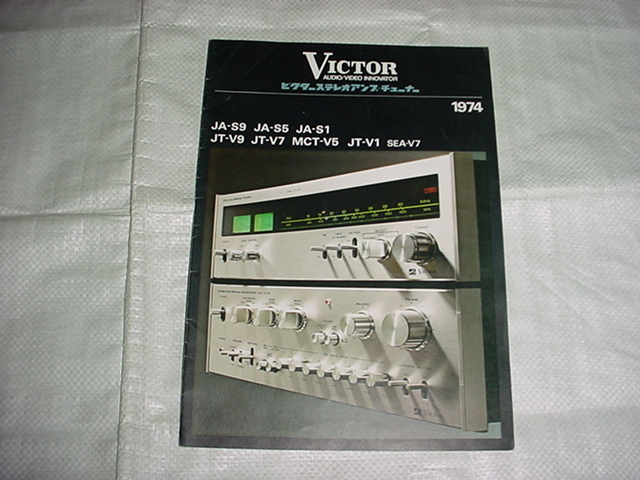 VICTOR
AUDIO/VIDEO INNOVATOR
ビクターステレオアンプ・チューナー
1974
JA-S9 JA-S5 JA-S1
JT-V9 JT-V7 MCT-V5 JT-V1 SEA-V7